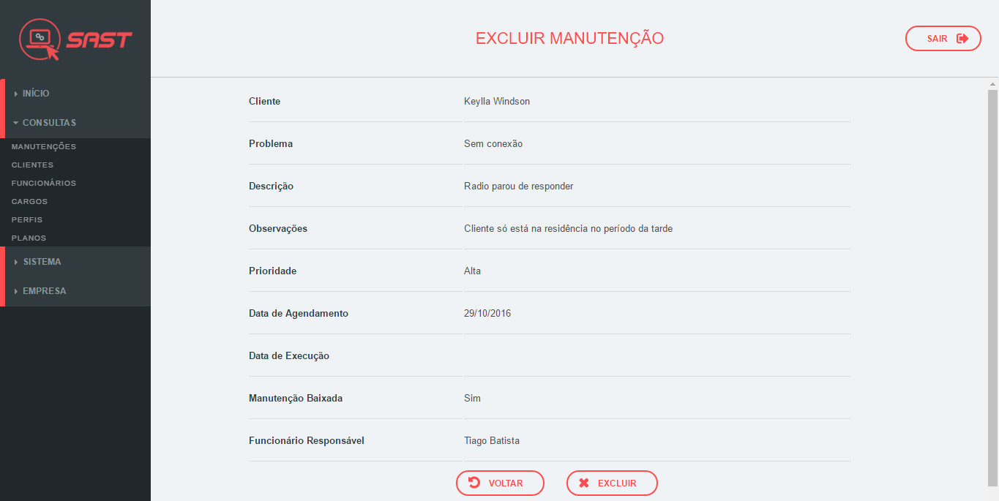 SAST
EXCLUIR MANUTENÇÃO
SAIR
INÍCIO
CONSULTAS
MANUTENÇÕES
CLIENTES
FUNCIONÁRIOS
CARGOS
PERFIS
PLANOS
SISTEMA
EMPRESA
Cliente Keylla Windson
Problema Sem conexão
Descrição Radio parou de responder
Observações Cliente só está na residência no período da tarde
Prioridade Alta
Data de Agendamento 29/10/2016
Data de Execução
Manutenção Baixada Sim
Funcionário Responsável Tiago Batista
VOLTAR EXCLUIR